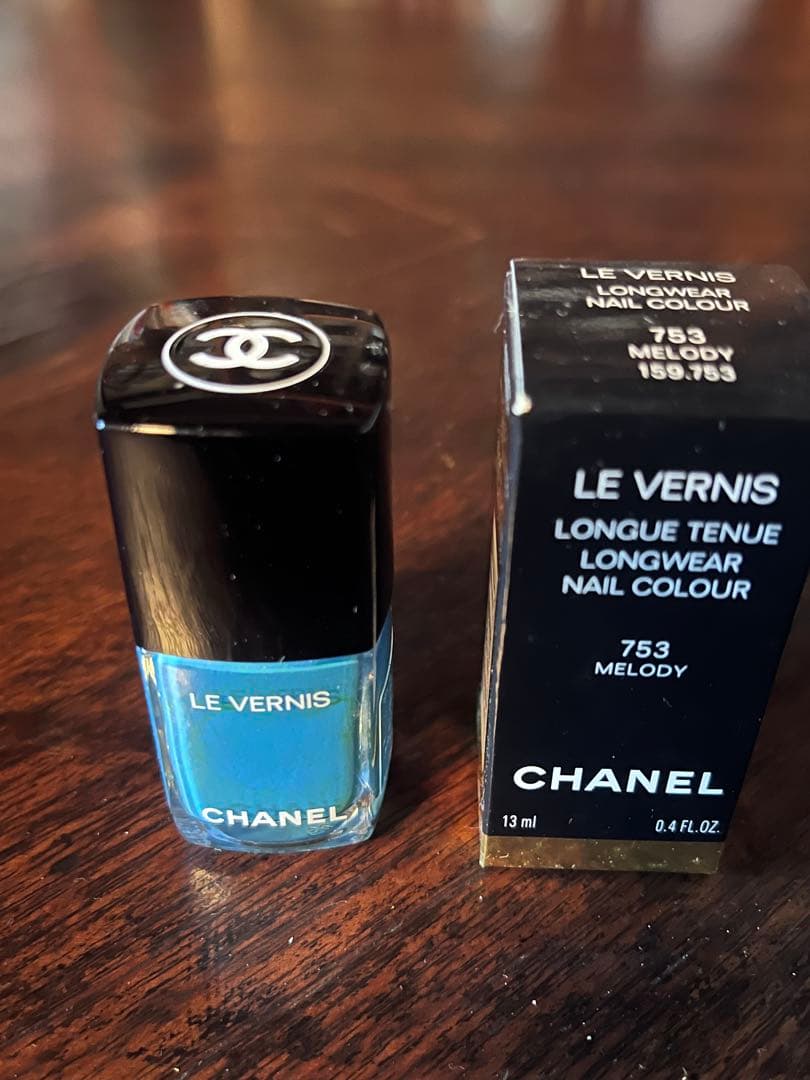 LE VERNIS
CHANEL
LE VERNIS
LONGWEAR
NAIL COLOUR
753
MELODY
159.753
LE VERNIS
LONGUE TENUE
LONGWEAR
NAIL COLOUR
753
MELODY
CHANEL
13 ml 0.4 FL.OZ.